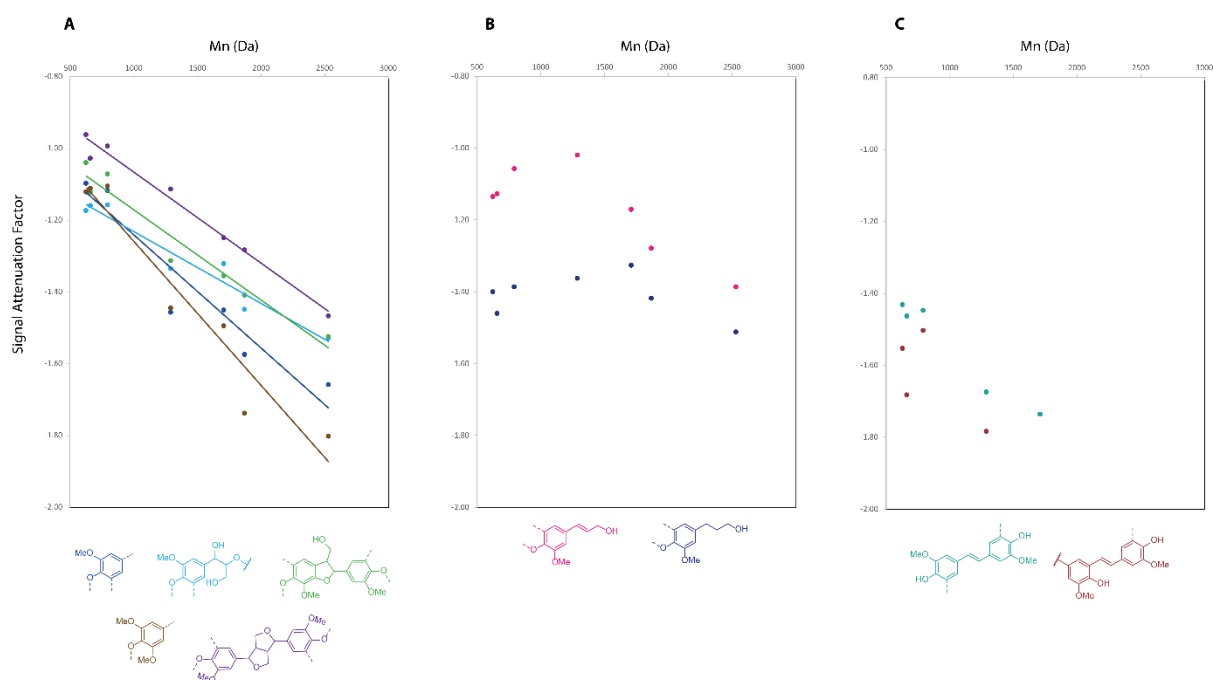 A
B
C
Mn (Da)
Mn (Da)
Mn (Da)
500 1000 1500 2000 2500 3000
500 1000 1500 2000 2500 3000
500 1000 1500 2000 2500 3000
Signal Attenuation Factor
-0.80
-1.00
-1.20
-1.40
-1.60
-1.80
-2.00
-0.80
-1.00
-1.20
-1.40
-1.60
-1.80
-2.00
-0.80
-1.00
-1.20
-1.40
-1.60
-1.80
-2.00
MeO
O
OH
MeO
O
HO
O
HO
O
O
OMe
MeO
O
OH
O
OMe
OH
O
OMe
MeO
HO
OH
OMe
OMe
OH
OH
OMe
MeO
O
MeO
O
OMe
O
O
O
MeO